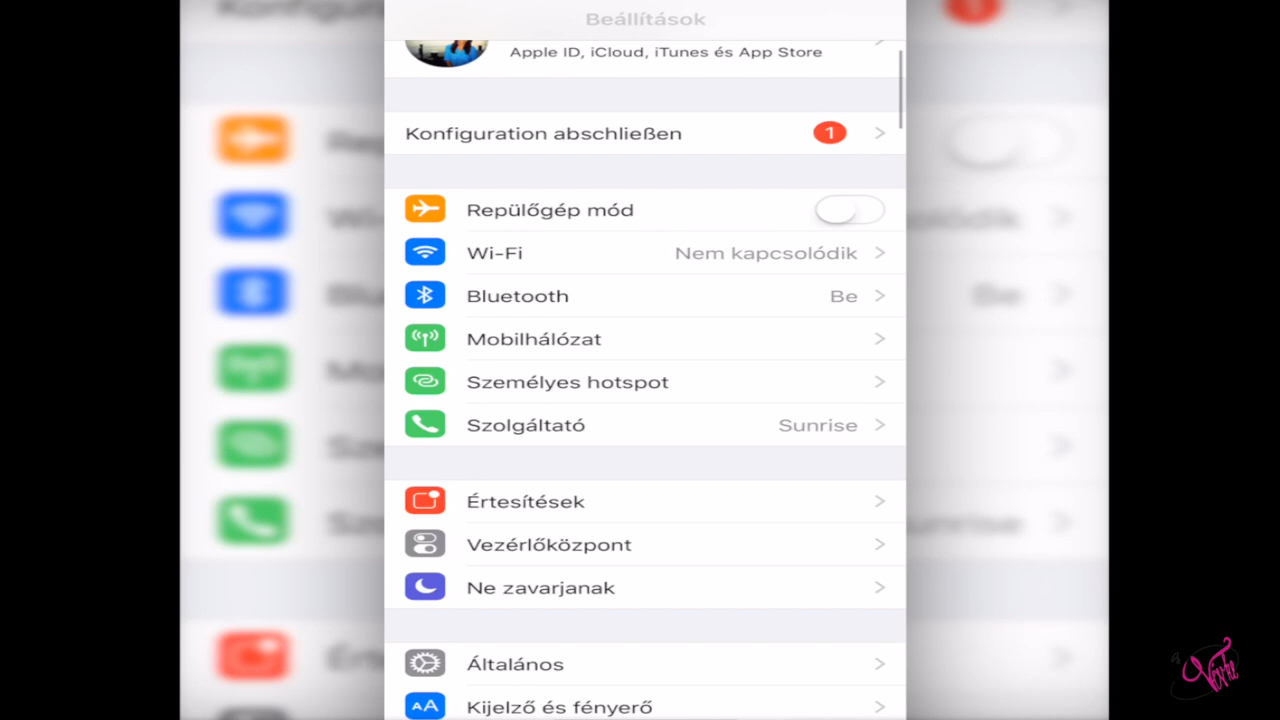 Beállítások
Apple ID, iCloud, iTunes és App Store
Konfiguration abschließen 1
Repülőgép mód
Wi-Fi Nem kapcsolódik
Bluetooth Be
Mobilhálózat
Személyes hotspot
Szolgáltató Sunrise
Értesítések
Vezérlőközpont
Ne zavarjanak
Általános
AA Kijelző és fényerő